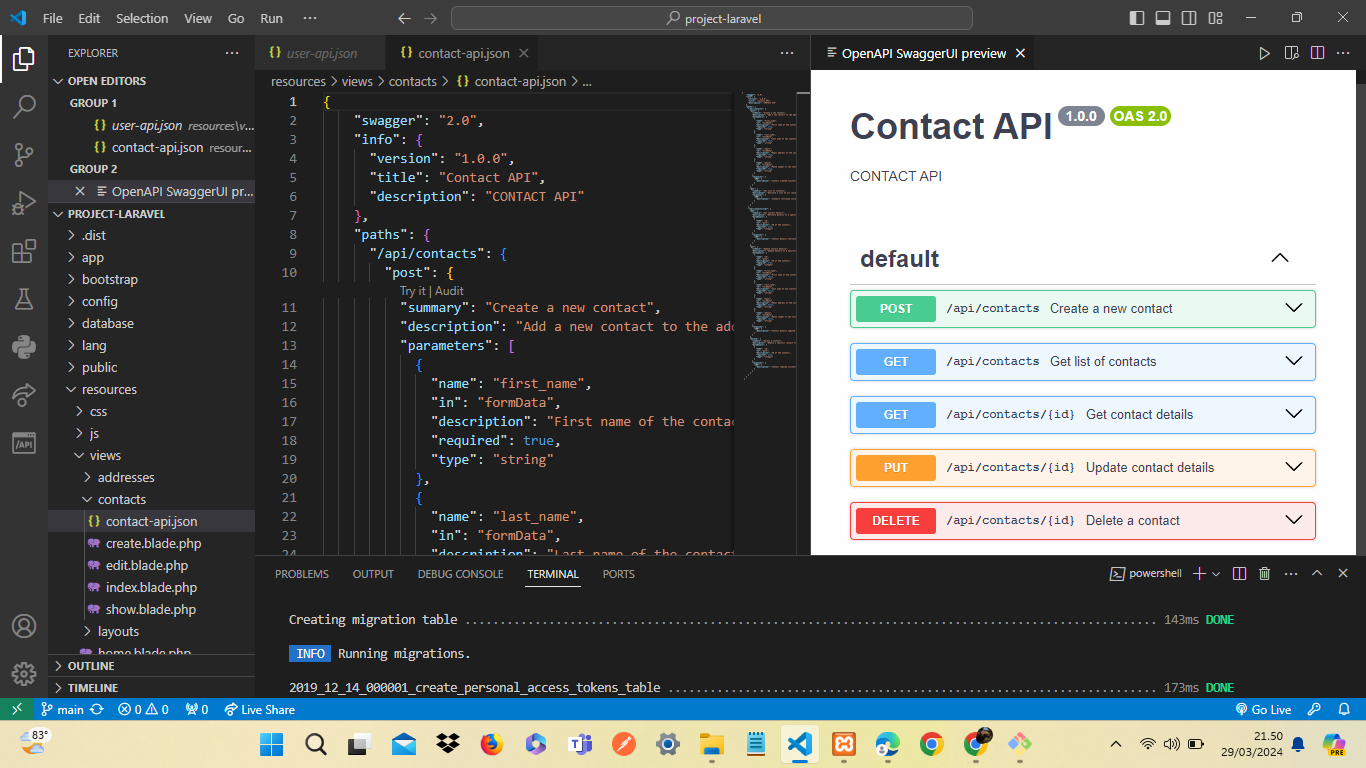 File Edit Selection View Go Run ··· project-laravel
EXPLORER ···
OPEN EDITORS
GROUP 1
user-api.json resources\v...
contact-api.json resour...
GROUP 2
OpenAPI SwaggerUI pr...
PROJECT-LARAVEL
.dist
app
bootstrap
config
database
lang
public
resources
css
js
views
addresses
contacts
contact-api.json
create.blade.php
edit.blade.php
index.blade.php
show.blade.php
layouts
home.blade.php
OUTLINE
TIMELINE
user-api.json contact-api.json ···
resources > views > contacts > {} contact-api.json > ...
1 {
2 "swagger": "2.0",
3 "info": {
4 "version": "1.0.0",
5 "title": "Contact API",
6 "description": "CONTACT API"
7 },
8 "paths": {
9 "/api/contacts": {
10 "post": {
Try it | Audit
11 "summary": "Create a new contact",
12 "description": "Add a new contact to the add
13 "parameters": [
14 {
15 "name": "first_name",
16 "in": "formData",
17 "description": "First name of the contac
18 "required": true,
19 "type": "string"
20 },
21 {
22 "name": "last_name",
23 "in": "formData",
24 "description": "Last name of the contact
OpenAPI SwaggerUI preview ···
Contact API 1.0.0 OAS 2.0
CONTACT API
default
POST /api/contacts Create a new contact
GET /api/contacts Get list of contacts
GET /api/contacts/{id} Get contact details
PUT /api/contacts/{id} Update contact details
DELETE /api/contacts/{id} Delete a contact
PROBLEMS OUTPUT DEBUG CONSOLE TERMINAL PORTS powershell ···
Creating migration table ................................................................................................... 143ms DONE
INFO Running migrations.
2019_12_14_000001_create_personal_access_tokens_table ...................................................................... 173ms DONE
main 0 0 0 Live Share Go Live
83°
21.50
29/03/2024
PRE